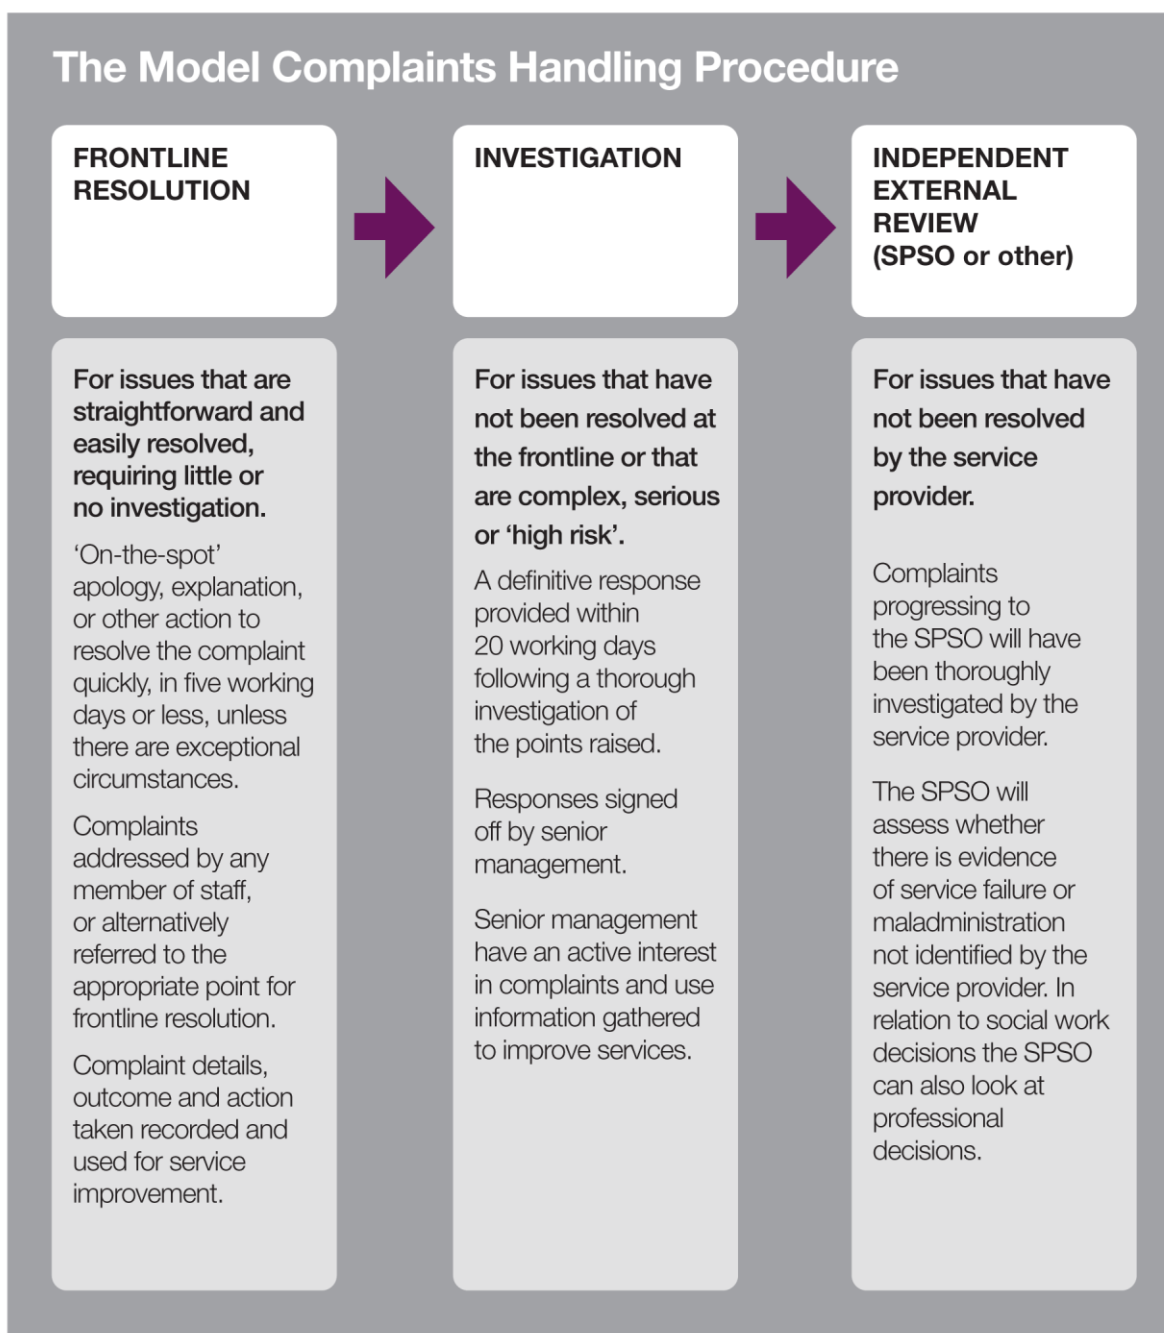 The Model Complaints Handling Procedure
FRONTLINE
RESOLUTION
INVESTIGATION
INDEPENDENT
EXTERNAL
REVIEW
(SPSO or other)
For issues that are
straightforward and
easily resolved,
requiring little or
no investigation.
‘On-the-spot’
apology, explanation,
or other action to
resolve the complaint
quickly, in five working
days or less, unless
there are exceptional
circumstances.
Complaints
addressed by any
member of staff,
or alternatively
referred to the
appropriate point for
frontline resolution.
Complaint details,
outcome and action
taken recorded and
used for service
improvement.
For issues that have
not been resolved at
the frontline or that
are complex, serious
or ‘high risk’.
A definitive response
provided within
20 working days
following a thorough
investigation of
the points raised.
Responses signed
off by senior
management.
Senior management
have an active interest
in complaints and use
information gathered
to improve services.
For issues that have
not been resolved
by the service
provider.
Complaints
progressing to
the SPSO will have
been thoroughly
investigated by the
service provider.
The SPSO will
assess whether
there is evidence
of service failure or
maladministration
not identified by the
service provider. In
relation to social work
decisions the SPSO
can also look at
professional
decisions.